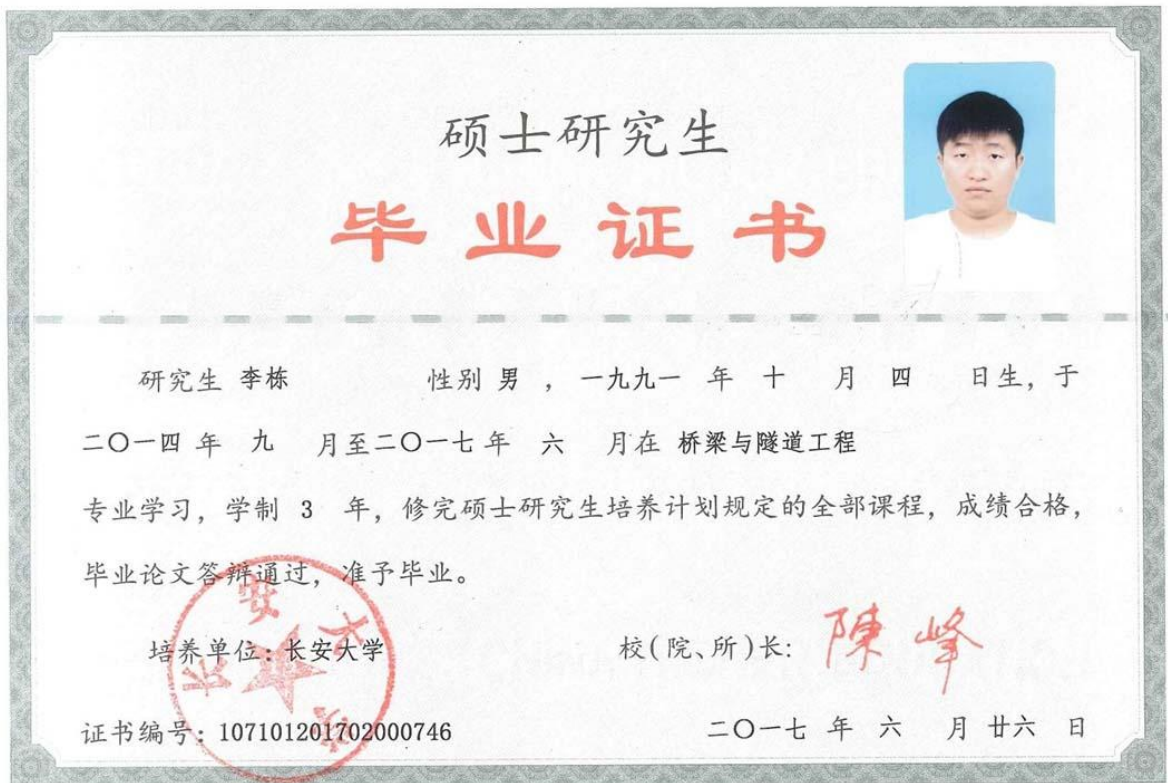 硕士研究生
毕业证书
研究生 李栋 性别 男 ，一九九一 年 十 月 四 日生，于
二〇一四 年 九 月至二〇一七 年 六 月在 桥梁与隧道工程
专业学习，学制 3 年，修完硕士研究生培养计划规定的全部课程，成绩合格，
毕业论文答辩通过，准予毕业。
培养单位：长安大学
校(院、所)长：陳峰
证书编号：107101201702000746
二〇一七 年 六 月 廿六 日
长安大学